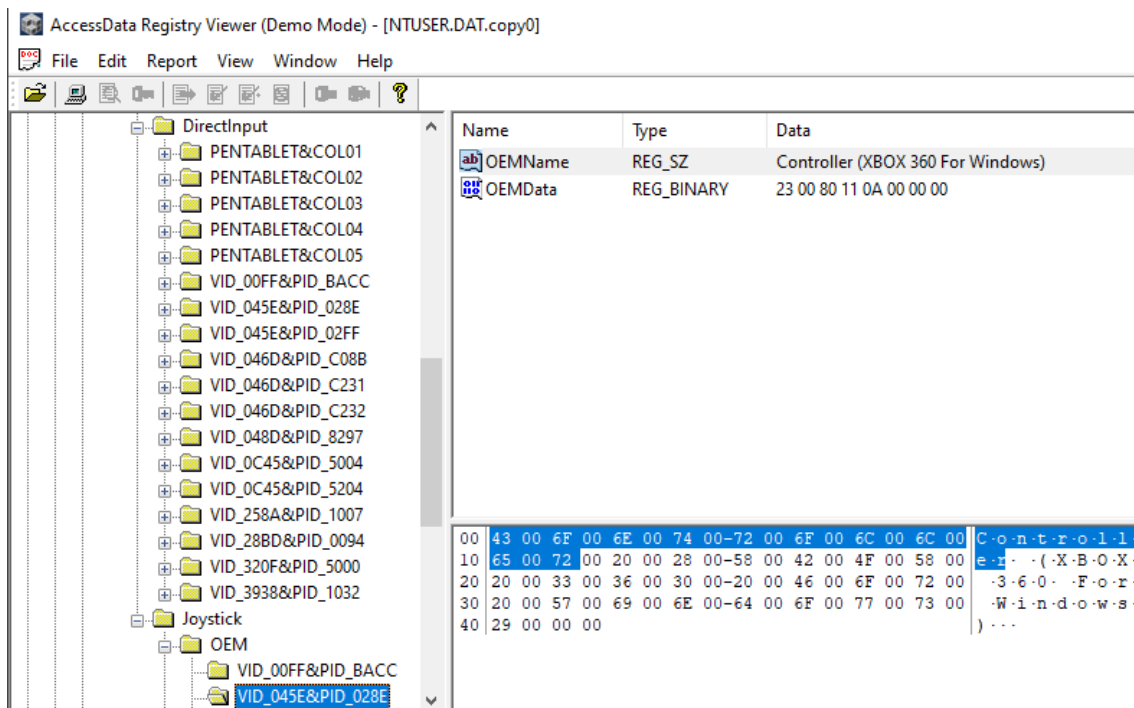 AccessData Registry Viewer (Demo Mode) - [NTUSER.DAT.copy0]
File Edit Report View Window Help
DirectInput
PENTABLET&COL01
PENTABLET&COL02
PENTABLET&COL03
PENTABLET&COL04
PENTABLET&COL05
VID_00FF&PID_BACC
VID_045E&PID_028E
VID_045E&PID_02FF
VID_046D&PID_C08B
VID_046D&PID_C231
VID_046D&PID_C232
VID_048D&PID_8297
VID_0C45&PID_5004
VID_0C45&PID_5204
VID_258A&PID_1007
VID_28BD&PID_0094
VID_320F&PID_5000
VID_3938&PID_1032
Joystick
OEM
VID_00FF&PID_BACC
VID_045E&PID_028E
Name Type Data
OEMName REG_SZ Controller (XBOX 360 For Windows)
OEMData REG_BINARY 23 00 80 11 0A 00 00 00
00 43 00 6F 00 6E 00 74 00-72 00 6F 00 6C 00 6C 00 C·o·n·t·r·o·l·l·
10 65 00 72 00 20 00 28 00-58 00 42 00 4F 00 58 00 e·r· ·(·X·B·O·X·
20 20 00 33 00 36 00 30 00-20 00 46 00 6F 00 72 00 ·3·6·0· ·F·o·r·
30 20 00 57 00 69 00 6E 00-64 00 6F 00 77 00 73 00 ·W·i·n·d·o·w·s·
40 29 00 00 00 )···